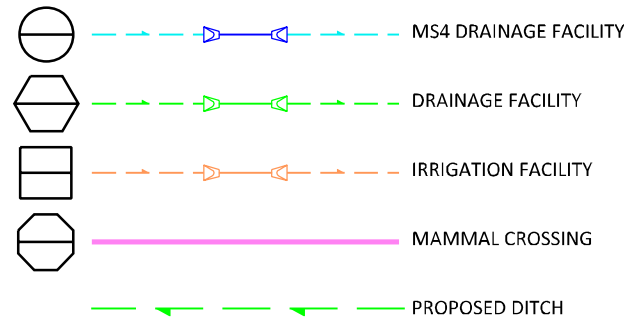 MS4 DRAINAGE FACILITY
DRAINAGE FACILITY
IRRIGATION FACILITY
MAMMAL CROSSING
PROPOSED DITCH